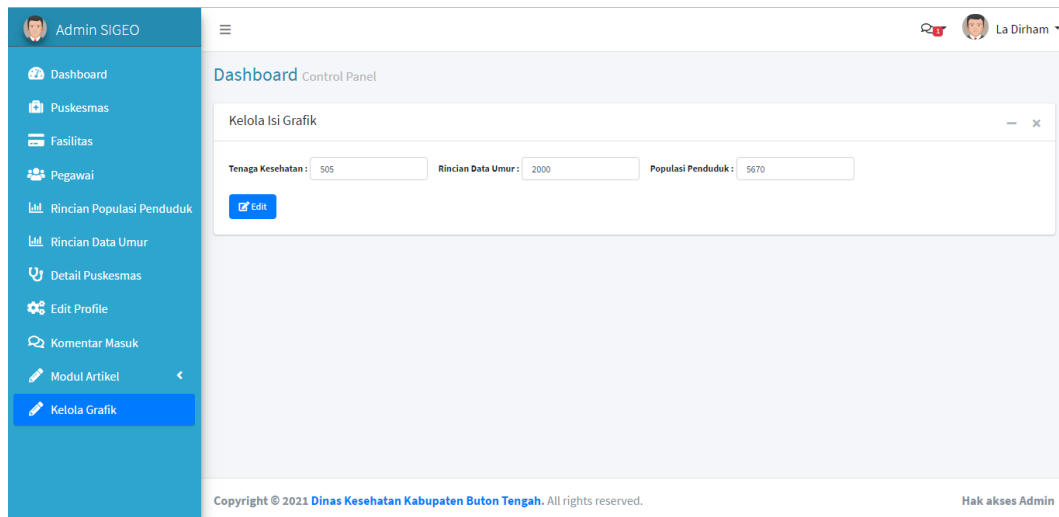 Admin SIGEO
1
La Dirham
Dashboard
Puskesmas
Fasilitas
Pegawai
Rincian Populasi Penduduk
Rincian Data Umur
Detail Puskesmas
Edit Profile
Komentar Masuk
Modul Artikel
Kelola Grafik
Dashboard Control Panel
Kelola Isi Grafik
Tenaga Kesehatan : 505 Rincian Data Umur : 2000 Populasi Penduduk : 5670
Edit
Copyright © 2021 Dinas Kesehatan Kabupaten Buton Tengah. All rights reserved. Hak akses Admin